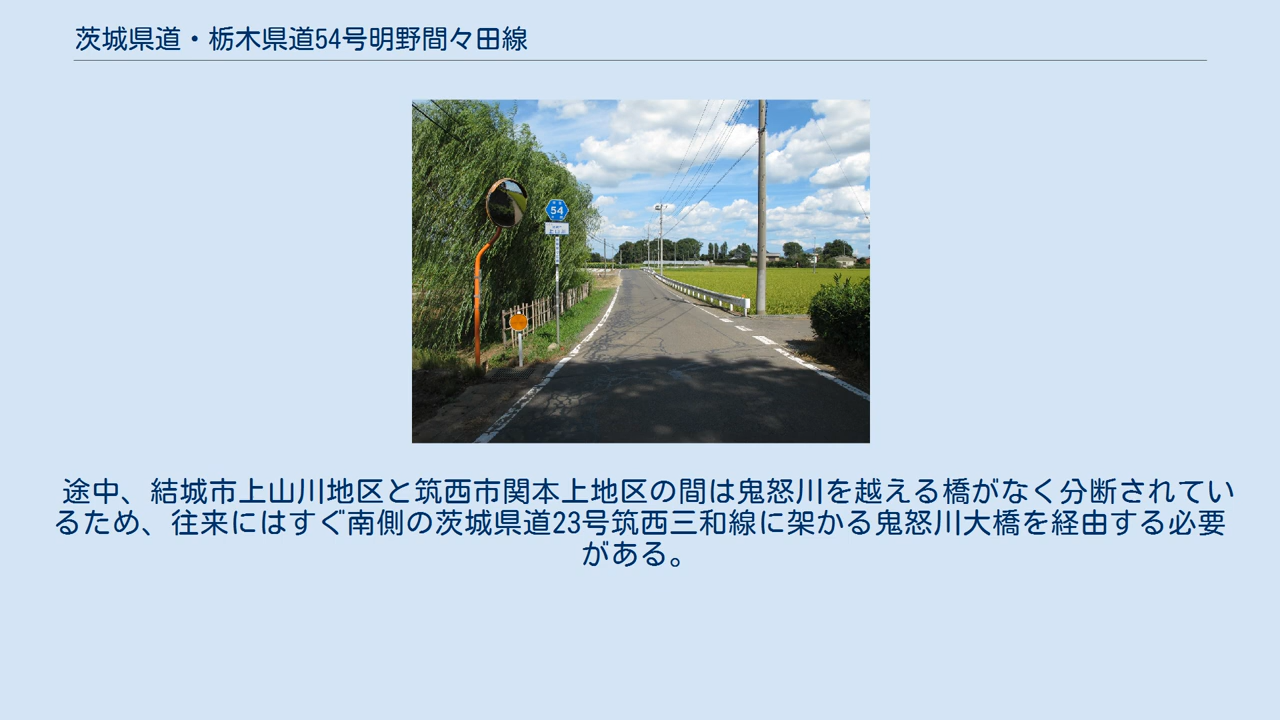 茨城県道・栃木県道54号明野間々田線
54
途中、結城市上山川地区と筑西市関本上地区の間は鬼怒川を越える橋がなく分断されてい
るため、往来にはすぐ南側の茨城県道23号筑西三和線に架かる鬼怒川大橋を経由する必要
がある。